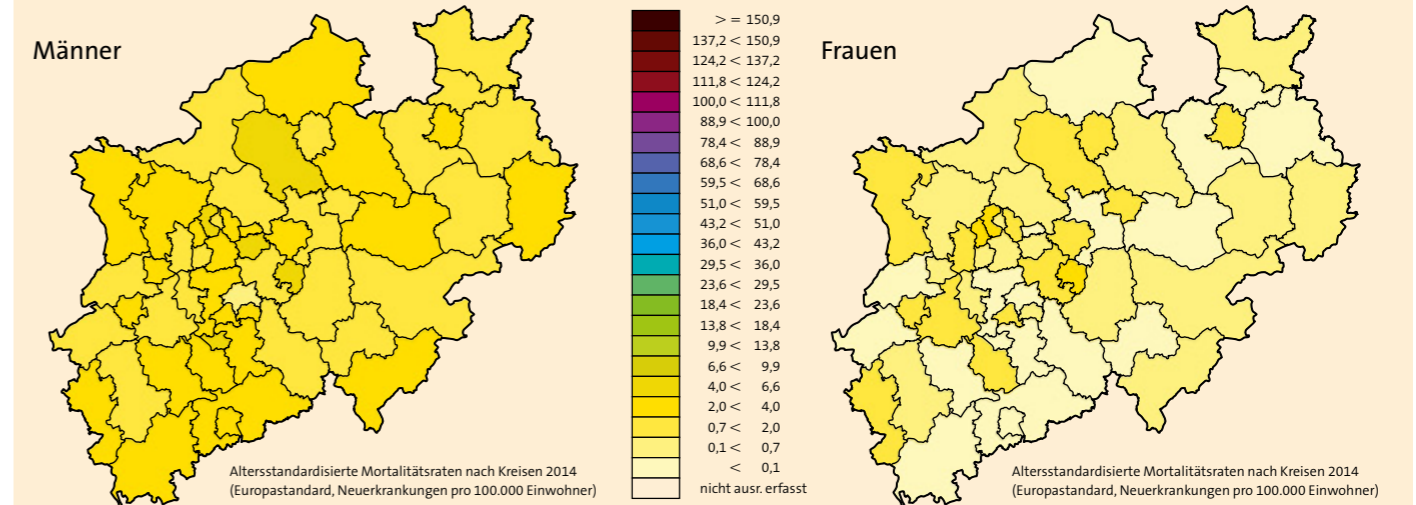 Männer
> = 150,9
137,2 < 150,9
124,2 < 137,2
111,8 < 124,2
100,0 < 111,8
88,9 < 100,0
78,4 < 88,9
68,6 < 78,4
59,5 < 68,6
51,0 < 59,5
43,2 < 51,0
36,0 < 43,2
29,5 < 36,0
23,6 < 29,5
18,4 < 23,6
13,8 < 18,4
9,9 < 13,8
6,6 < 9,9
4,0 < 6,6
2,0 < 4,0
0,7 < 2,0
0,1 < 0,7
< 0,1
nicht ausr. erfasst
Altersstandardisierte Mortalitätsraten nach Kreisen 2014
(Europastandard, Neuerkrankungen pro 100.000 Einwohner)
Frauen
Altersstandardisierte Mortalitätsraten nach Kreisen 2014
(Europastandard, Neuerkrankungen pro 100.000 Einwohner)